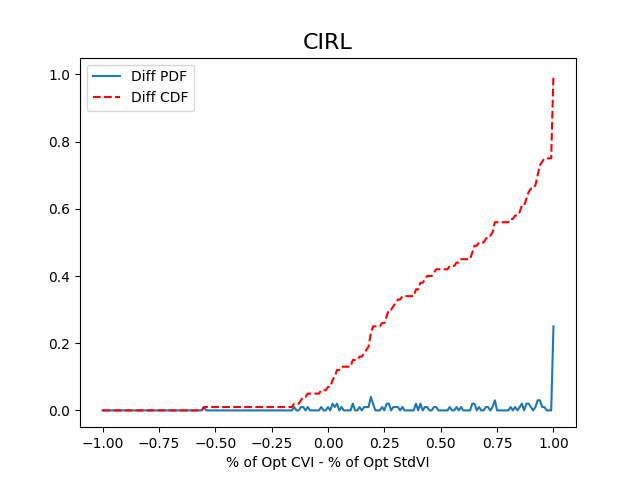 CIRL
Diff PDF
Diff CDF
1.0
0.8
0.6
0.4
0.2
0.0
−1.00 −0.75 −0.50 −0.25 0.00 0.25 0.50 0.75 1.00
% of Opt CVI - % of Opt StdVI